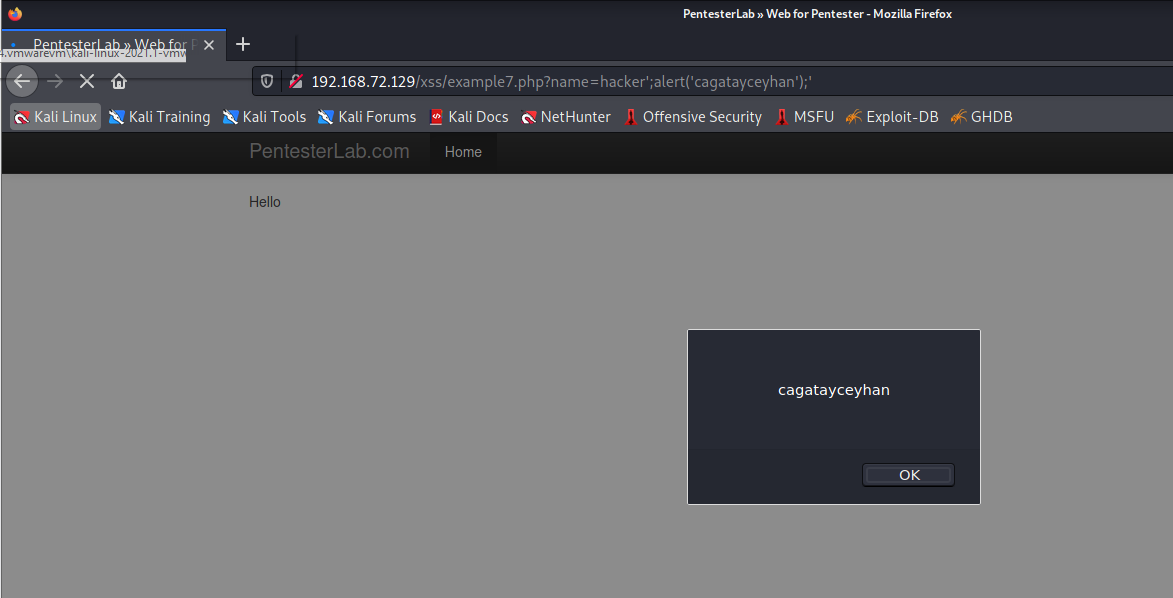 PentesterLab » Web for Pentester - Mozilla Firefox
PentesterLab » Web for
4.vmwarevm\kali-linux-2021.1-vmw
192.168.72.129/xss/example7.php?name=hacker';alert('cagatayceyhan');'
Kali Linux Kali Training Kali Tools Kali Forums Kali Docs NetHunter Offensive Security MSFU Exploit-DB GHDB
PentesterLab.com Home
Hello
cagatayceyhan
OK